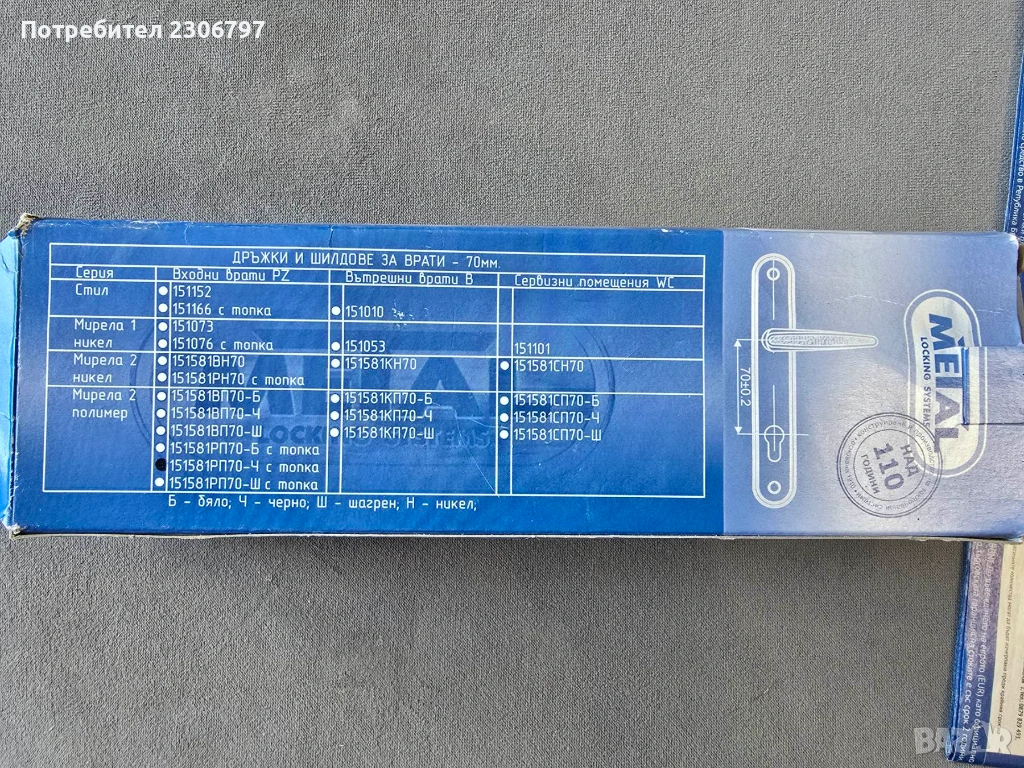 Потребител 2306797
ДРЪЖКИ И ШИЛДОВЕ ЗА ВРАТИ - 70мм.
Серия Входни врати PZ Вътрешни врати В Сервизни помещения WC
Стил 151152
151166 с топка 151010
Мирела 1 151073
никел 151076 с топка 151053 151101
Мирела 2 151581ВН70 151581КН70 151581СН70
никел 151581РН70 с топка
Мирела 2 151581ВП70-Б 151581КП70-Б 151581СП70-Б
полимер 151581ВП70-Ч 151581КП70-Ч 151581СП70-Ч
151581ВП70-Ш 151581КП70-Ш 151581СП70-Ш
151581РП70-Б с топка
151581РП70-Ч с топка
151581РП70-Ш с топка
Б - бяло; Ч - черно; Ш - шагрен; Н - никел;
70±0.2
METAL
LOCKING SYSTEMS
НАД
110
ГОДИНИ
METAL
LOCKING SYSTEMS